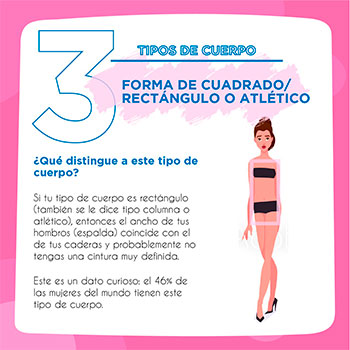 3
TIPOS DE CUERPO
FORMA DE CUADRADO/
RECTÁNGULO O ATLÉTICO
¿Qué distingue a este tipo de
cuerpo?
Si tu tipo de cuerpo es rectángulo
(también se le dice tipo columna o
atlético), entonces el ancho de tus
hombros (espalda) coincide con el
de tus caderas y probablemente no
tengas una cintura muy definida.
Este es un dato curioso; el 46% de
las mujeres del mundo tienen este
tipo de cuerpo.